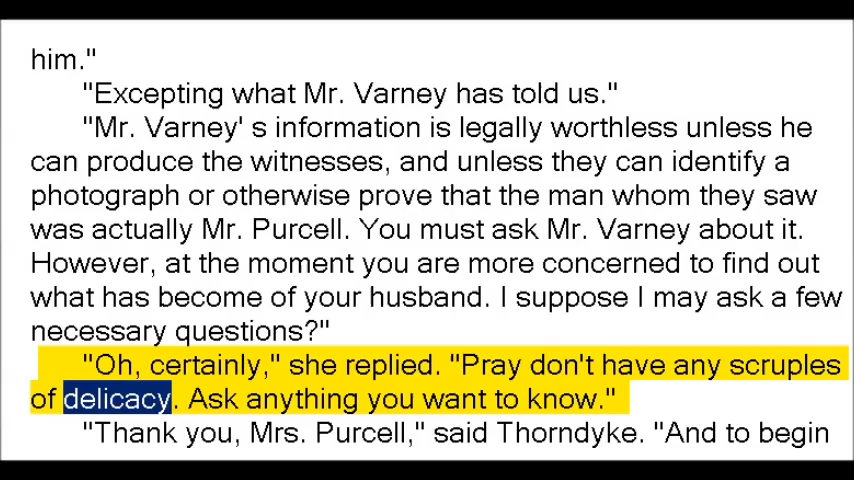 him."
"Excepting what Mr. Varney has told us."
"Mr. Varney' s information is legally worthless unless he
can produce the witnesses, and unless they can identify a
photograph or otherwise prove that the man whom they saw
was actually Mr. Purcell. You must ask Mr. Varney about it.
However, at the moment you are more concerned to find out
what has become of your husband. I suppose I may ask a few
necessary questions?"
"Oh, certainly," she replied. "Pray don't have any scruples
of delicacy. Ask anything you want to know."
"Thank you, Mrs. Purcell," said Thorndyke. "And to begin